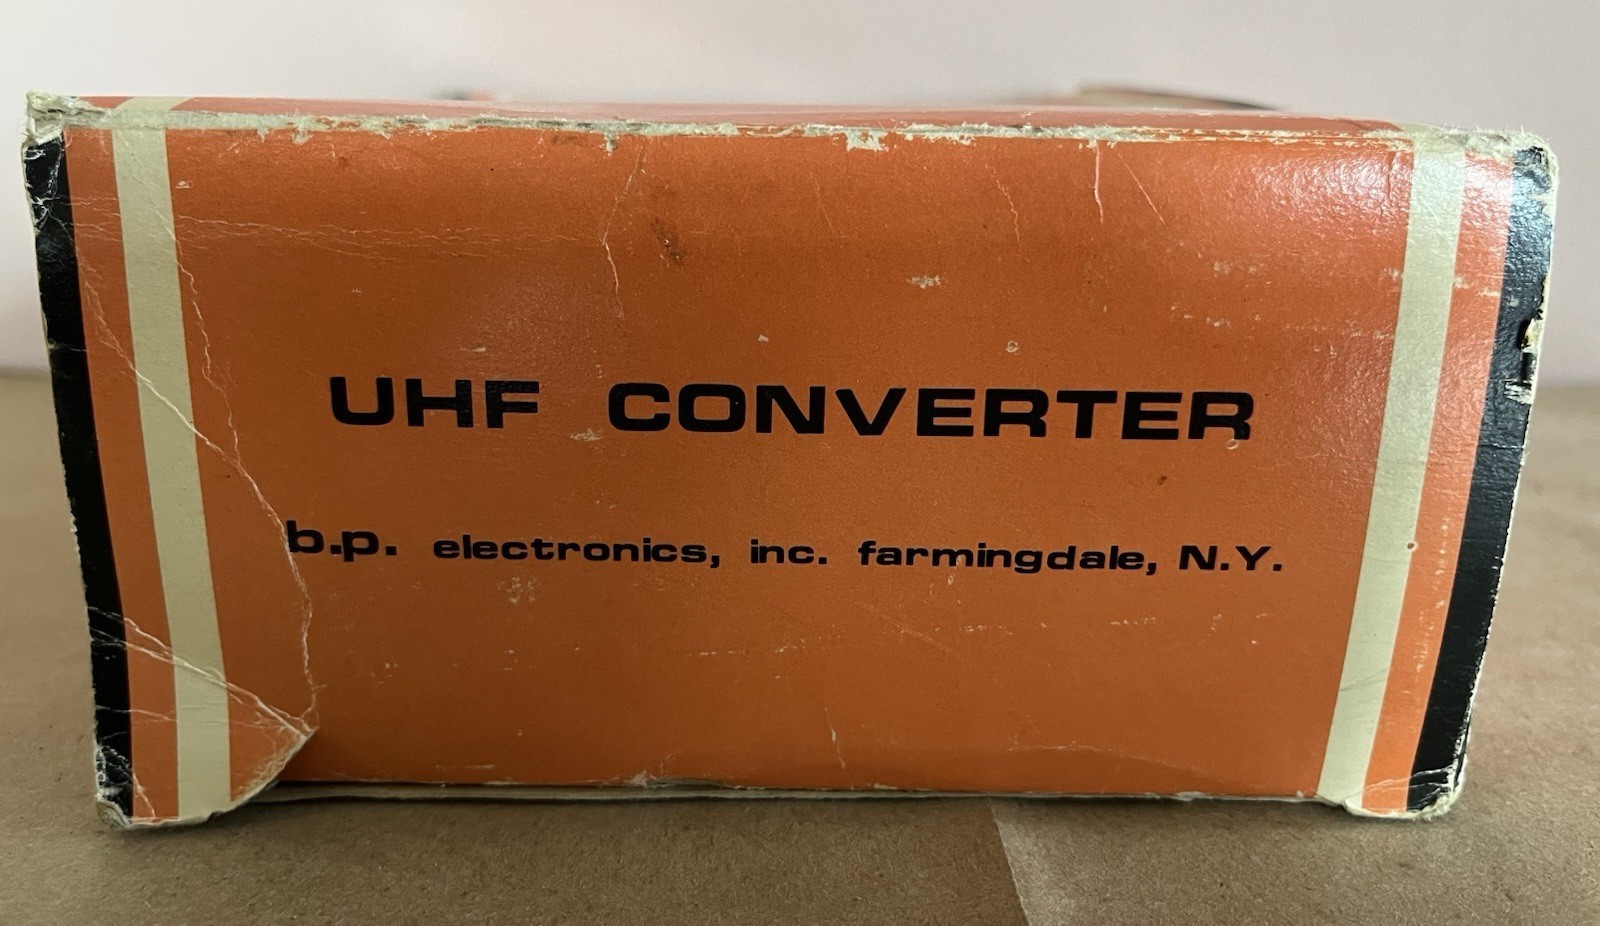 UHF CONVERTER
b.p. electronics, inc. farmingdale, N.Y.